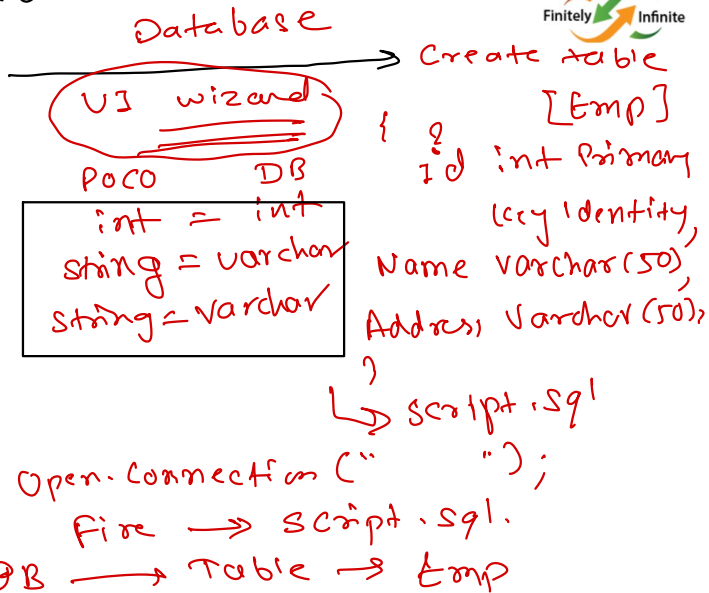 Finitely Infinite
Database
Create table
[Emp]
UI wizard
{
Id int Primary
key Identity,
POCO DB
int = int
string = varchar
string = varchar
Name varchar(50),
Address varchar(50),
)
script.sql
Open.Connection (" ");
Fire → script.sql.
DB → Table → Emp